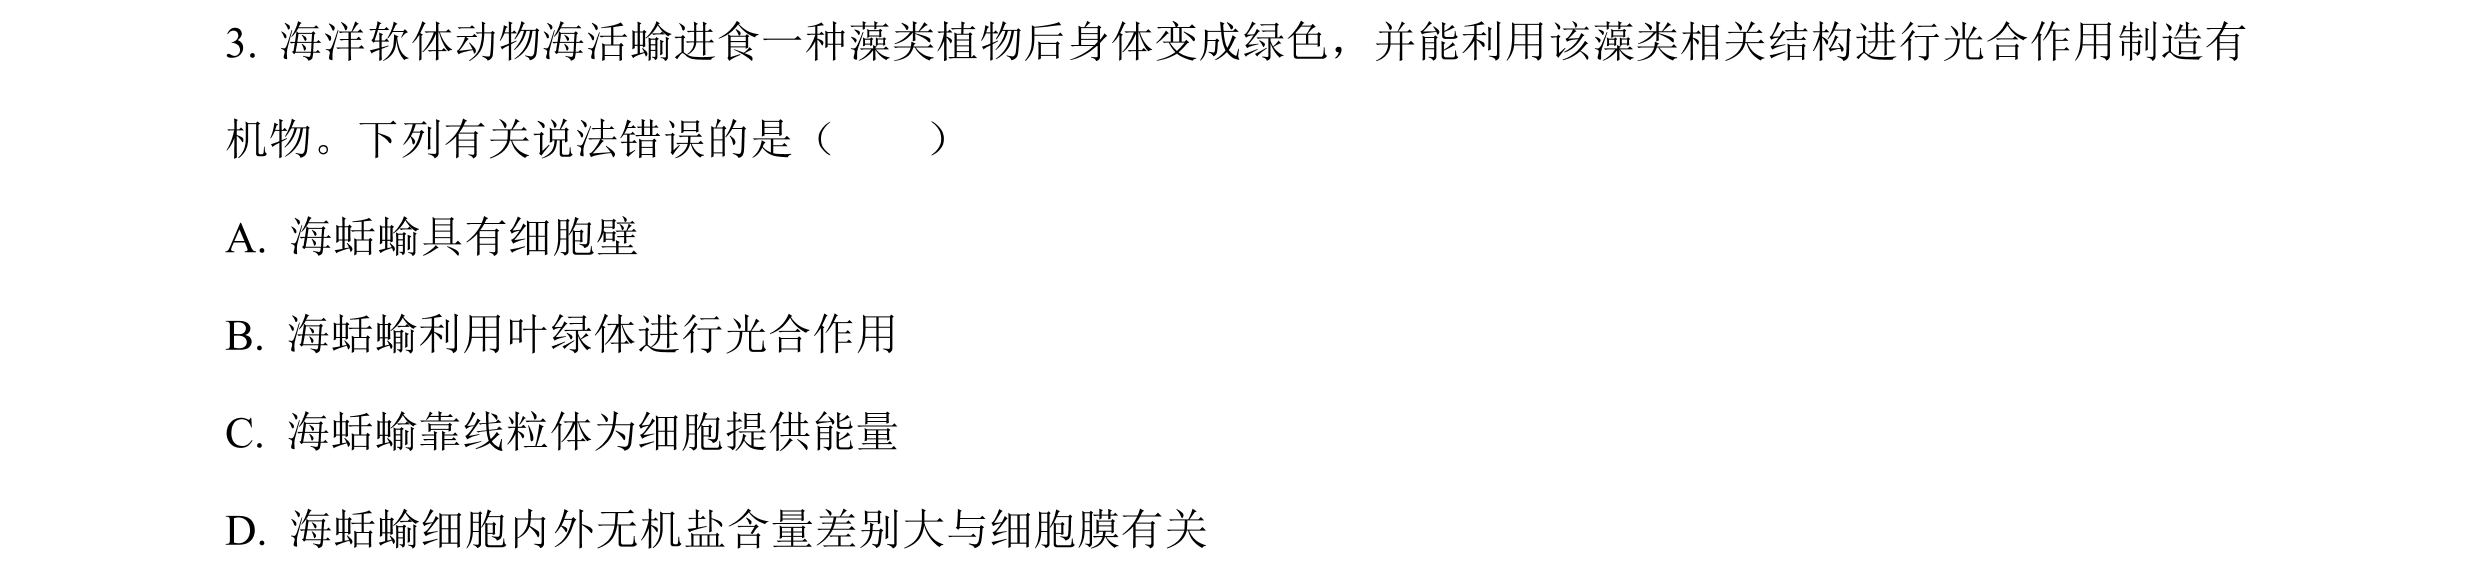 3. 海洋软体动物海活蝓进食一种藻类植物后身体变成绿色，并能利用该藻类相关结构进行光合作用制造有
机物。下列有关说法错误的是（　　）
A. 海蛞蝓具有细胞壁
B. 海蛞蝓利用叶绿体进行光合作用
C. 海蛞蝓靠线粒体为细胞提供能量
D. 海蛞蝓细胞内外无机盐含量差别大与细胞膜有关